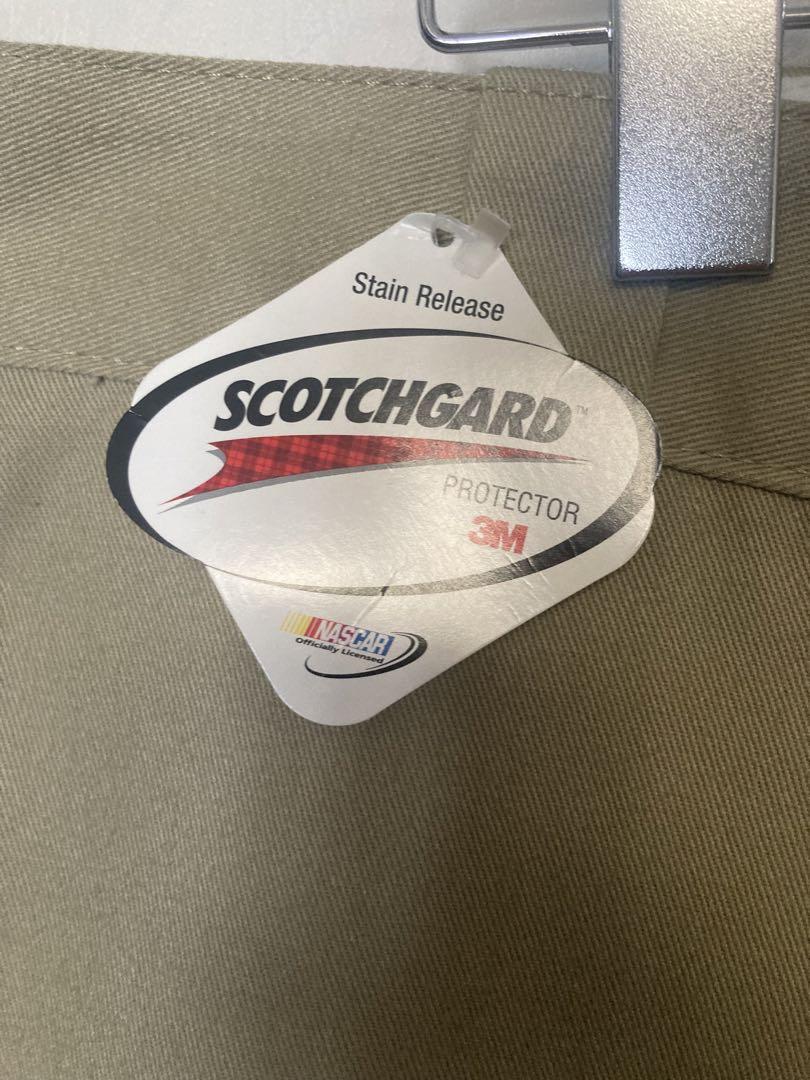 Stain Release
SCOTCHGARD™
PROTECTOR
3M
NASCAR
Officially Licensed